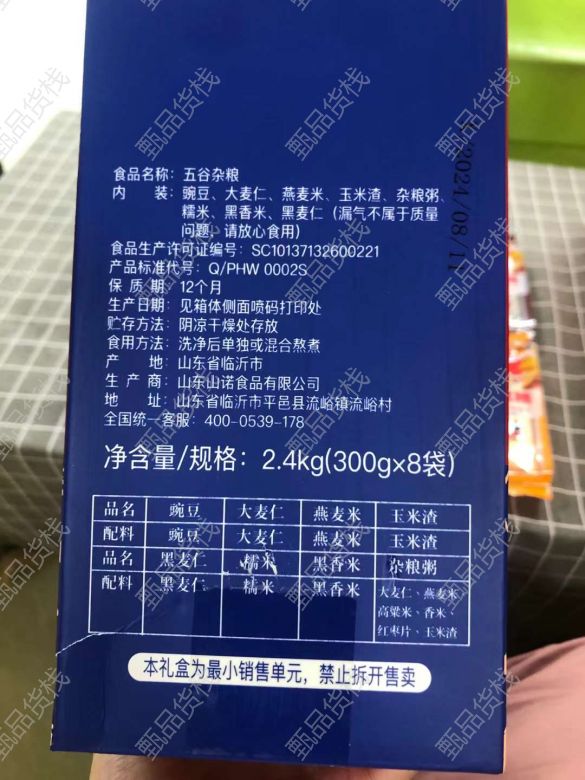 食品名称：五谷杂粮
内　　装：豌豆、大麦仁、燕麦米、玉米渣、杂粮粥、
糯米、黑香米、黑麦仁（漏气不属于质量
问题，请放心食用）
食品生产许可证编号：SC10137132600221
产品标准代号：Q/PHW 0002S
保 质 期：12个月
生产日期：见箱体侧面喷码打印处
贮存方法：阴凉干燥处存放
食用方法：洗净后单独或混合熬煮
产　　地：山东省临沂市
生 产 商：山东山诺食品有限公司
地　　址：山东省临沂市平邑县流峪镇流峪村
全国统一客服：400-0539-178
净含量/规格：2.4kg(300g×8袋)
品名 豌豆 大麦仁 燕麦米 玉米渣
配料 豌豆 大麦仁 燕麦米 玉米渣
品名 黑麦仁 糯米 黑香米 杂粮粥
配料 黑麦仁 糯米 黑香米 大麦仁、燕麦米
高粱米、香米、
红枣片、玉米渣
本礼盒为最小销售单元，禁止拆开售卖
2024/08/11
甄品货栈